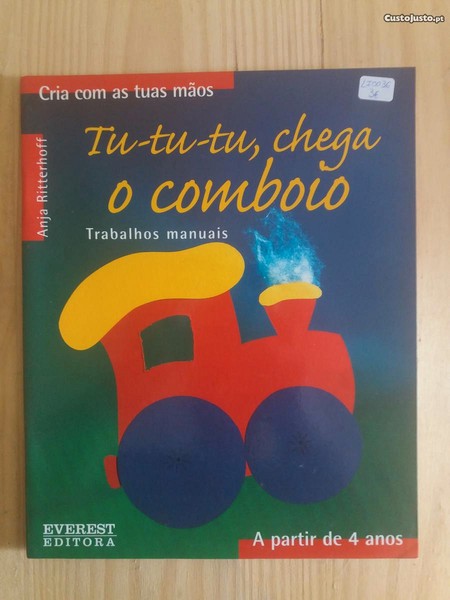 CustoJusto.pt
Cria com as tuas mãos
Anja Ritterhoff
Tu-tu-tu, chega
o comboio
Trabalhos manuais
EVEREST
EDITORA
A partir de 4 anos